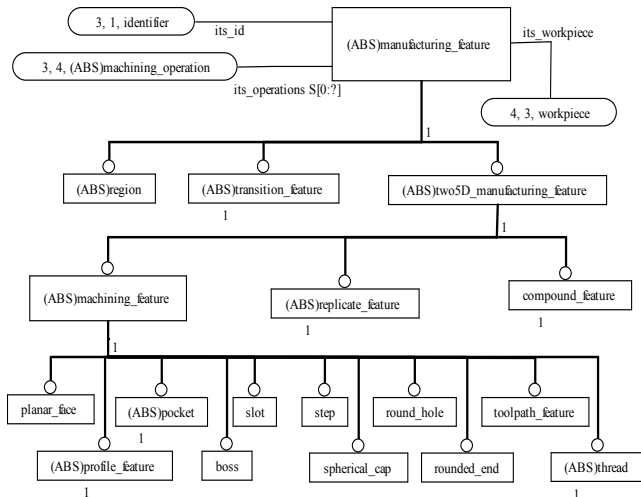 3, 1, identifier
its_id
(ABS)manufacturing_feature
its_workpiece
3, 4, (ABS)machining_operation
its_operations S[0:?]
4, 3, workpiece
1
(ABS)region
(ABS)transition_feature
(ABS)two5D_manufacturing_feature
1
1
(ABS)machining_feature
(ABS)replicate_feature
compound_feature
1
1
1
planar_face
(ABS)pocket
slot
step
round_hole
toolpath_feature
1
(ABS)profile_feature
boss
spherical_cap
rounded_end
(ABS)thread
1
1